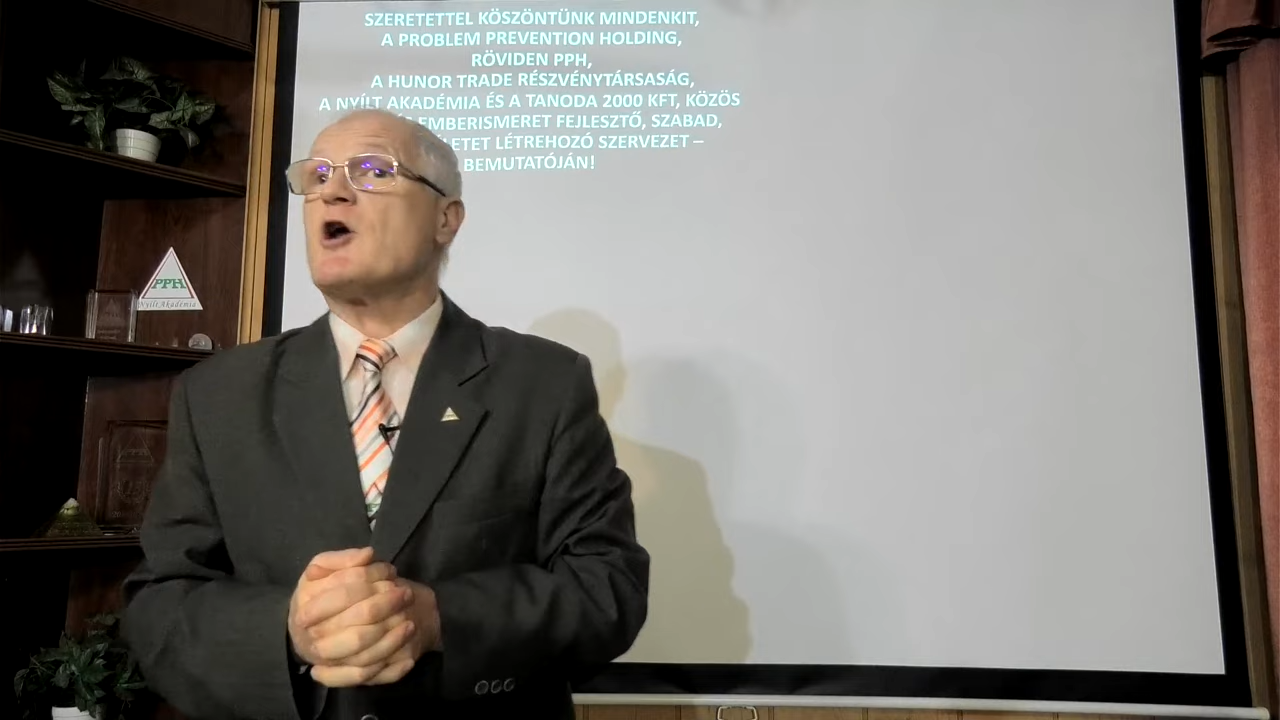 SZERETETTEL KÖSZÖNTÜNK MINDENKIT,
A PROBLEM PREVENTION HOLDING,
RÖVIDEN PPH,
A HUNOR TRADE RÉSZVÉNYTÁRSASÁG,
A NYÍLT AKADÉMIA ÉS A TANODA 2000 KFT, KÖZÖS
EMBERISMERET FEJLESZTŐ, SZABAD,
LÉTREHOZÓ SZERVEZET –
BEMUTATÓJÁN!
PPH
Nyílt Akadémia